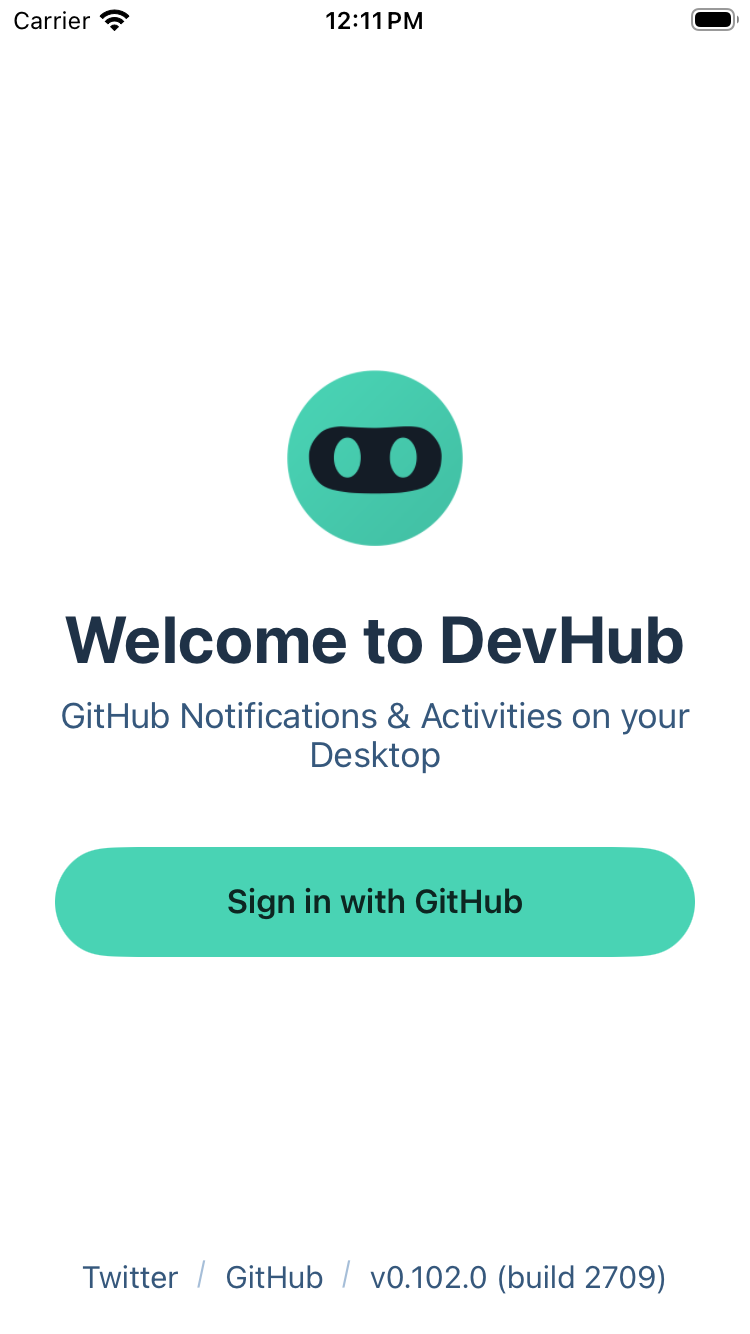 Carrier 12:11 PM
Welcome to DevHub
GitHub Notifications & Activities on your
Desktop
Sign in with GitHub
Twitter / GitHub / v0.102.0 (build 2709)